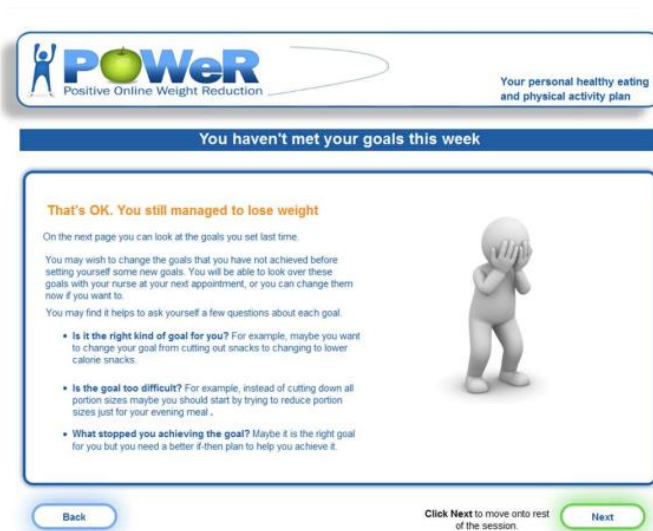 POWeR
Positive Online Weight Reduction
Your personal healthy eating
and physical activity plan
You haven't met your goals this week
That's OK. You still managed to lose weight
On the next page you can look at the goals you set last time.
You may wish to change the goals that you have not achieved before
setting yourself some new goals. You will be able to look over these
goals with your nurse at your next appointment, or you can change them
now if you want to.
You may find it helps to ask yourself a few questions about each goal.
• Is it the right kind of goal for you? For example, maybe you want
to change your goal from cutting out snacks to changing to lower
calorie snacks.
• Is the goal too difficult? For example, instead of cutting down all
portion sizes maybe you should start by trying to reduce portion
sizes just for your evening meal .
• What stopped you achieving the goal? Maybe it is the right goal
for you but you need a better if-then plan to help you achieve it.
Back
Click Next to move onto rest
of the session.
Next